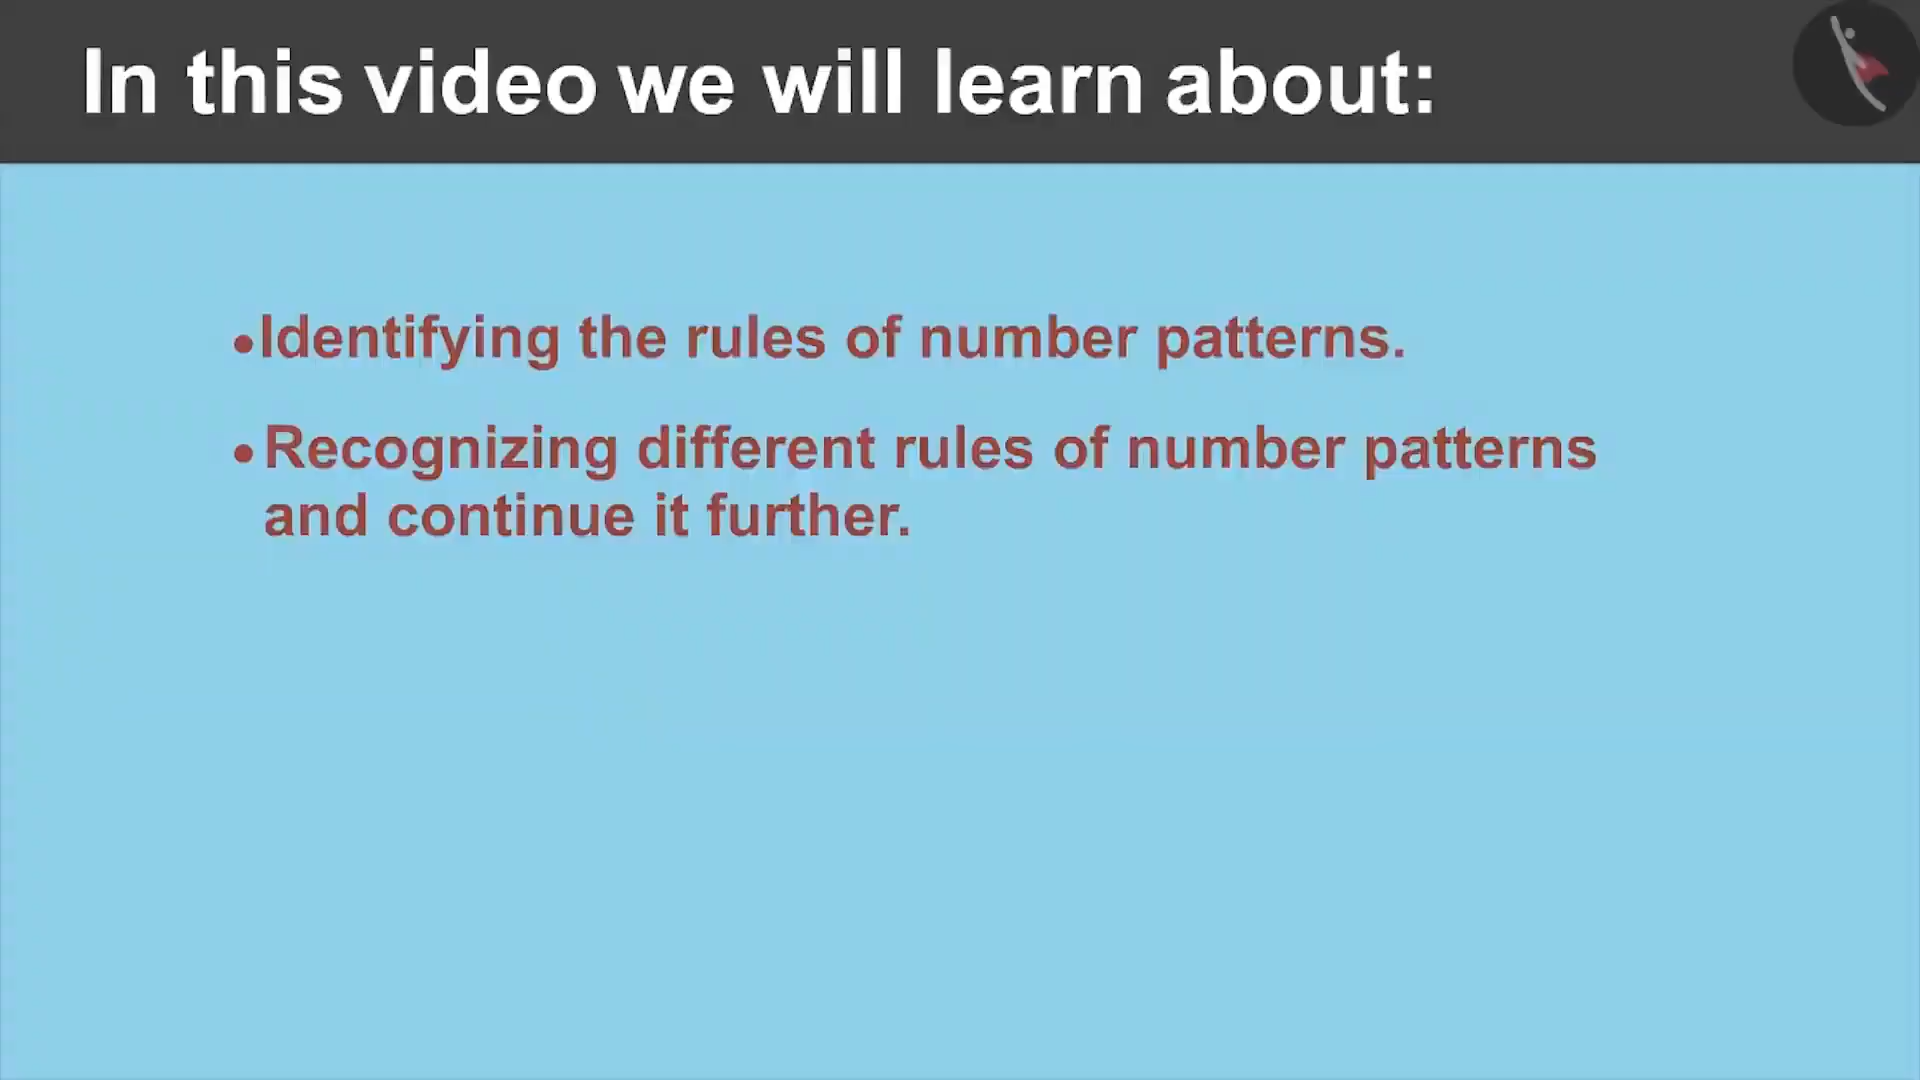 In this video we will learn about:
•Identifying the rules of number patterns.
• Recognizing different rules of number patterns
and continue it further.